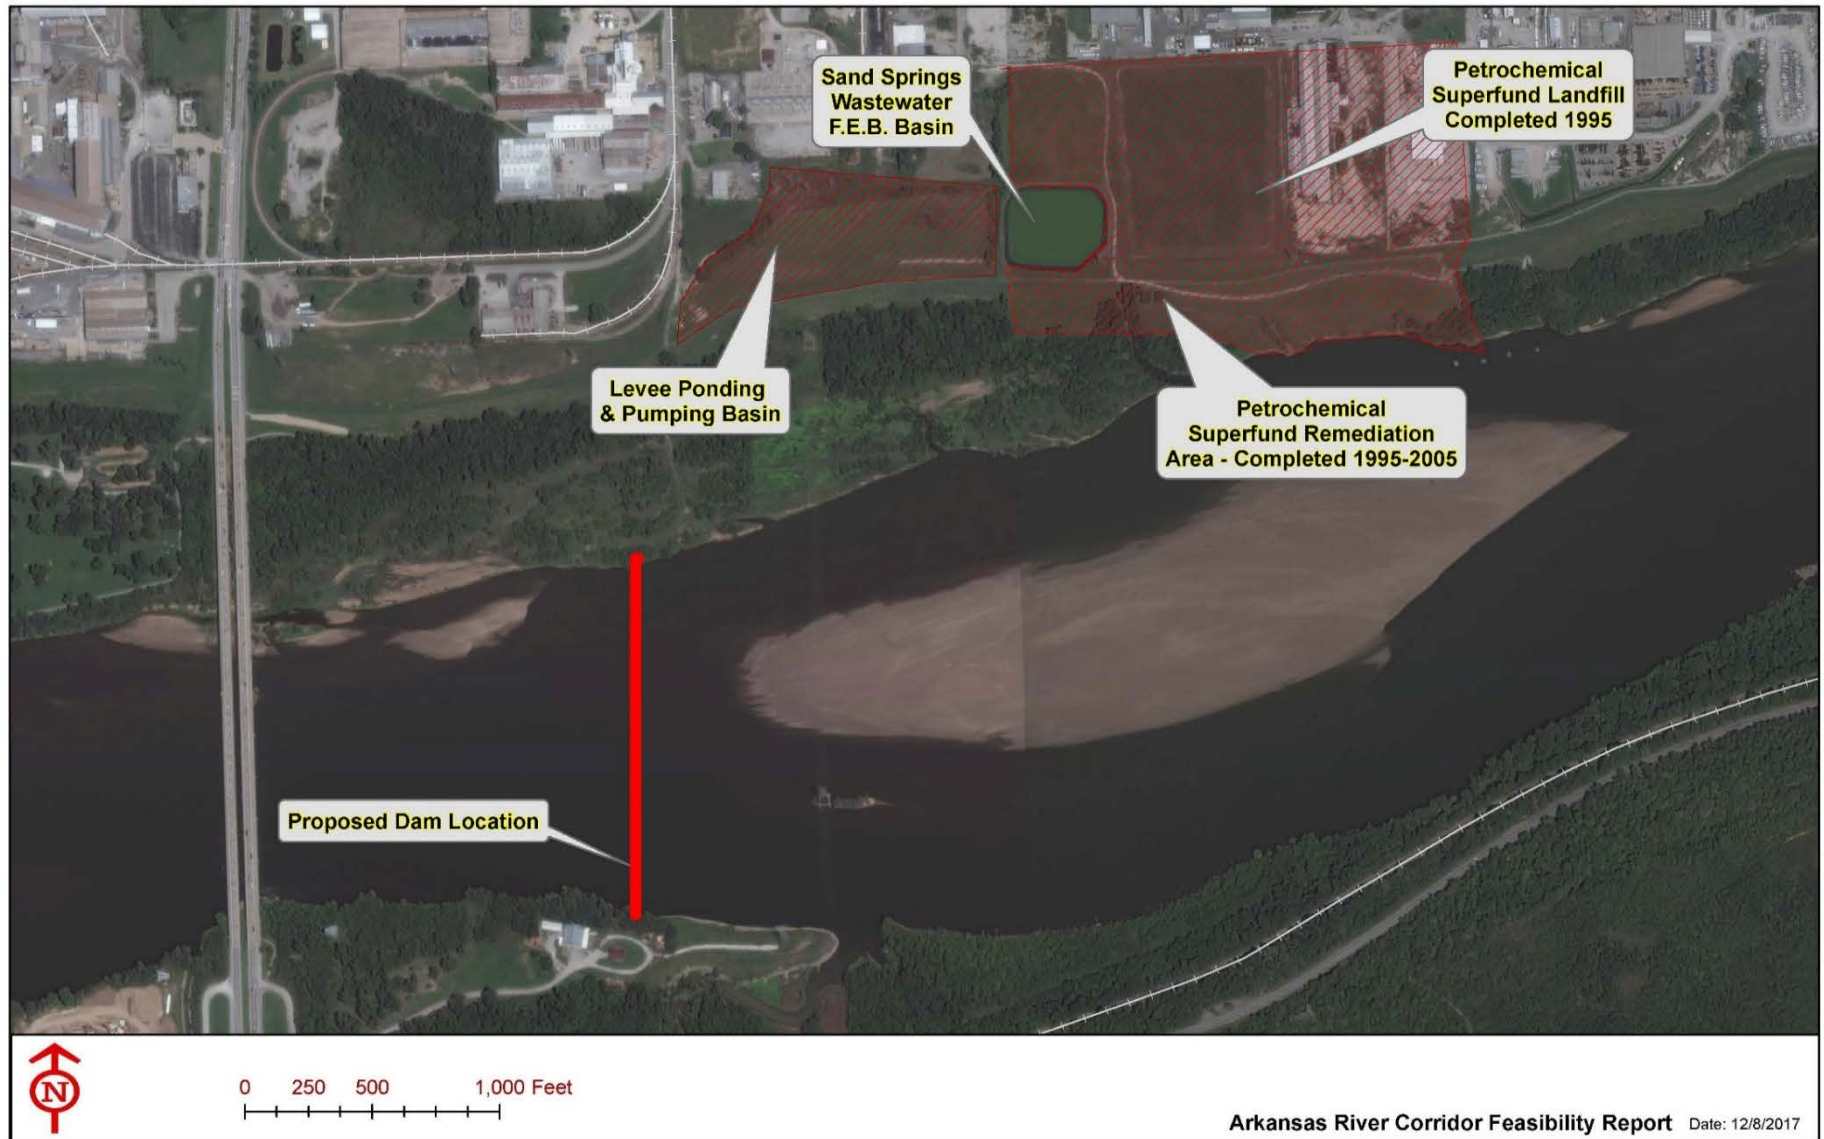 Sand Springs
Wastewater
F.E.B. Basin
Petrochemical
Superfund Landfill
Completed 1995
Levee Ponding
& Pumping Basin
Petrochemical
Superfund Remediation
Area - Completed 1995-2005
Proposed Dam Location
N
0 250 500 1,000 Feet
Arkansas River Corridor Feasibility Report Date: 12/8/2017